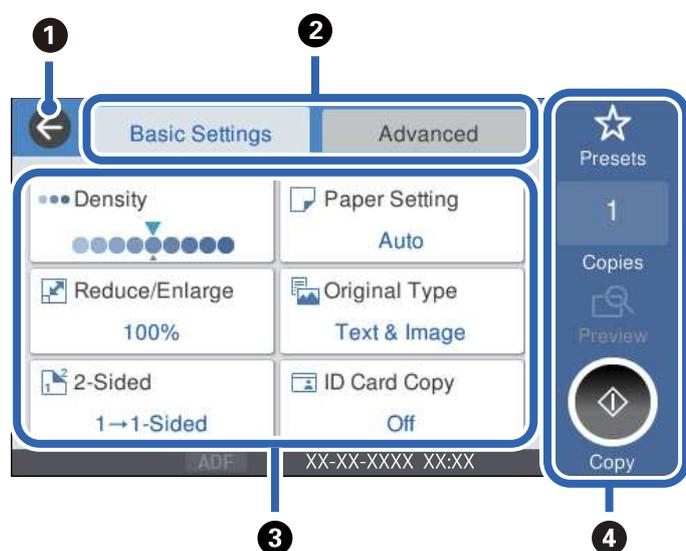 1
2
Basic Settings
Advanced
Presets
Density
Paper Setting
Auto
1
Copies
Reduce/Enlarge
100%
Original Type
Text & Image
Preview
1 2 2-Sided
1→1-Sided
ID Card Copy
Off
ADF
XX-XX-XXXX XX:XX
Copy
3
4